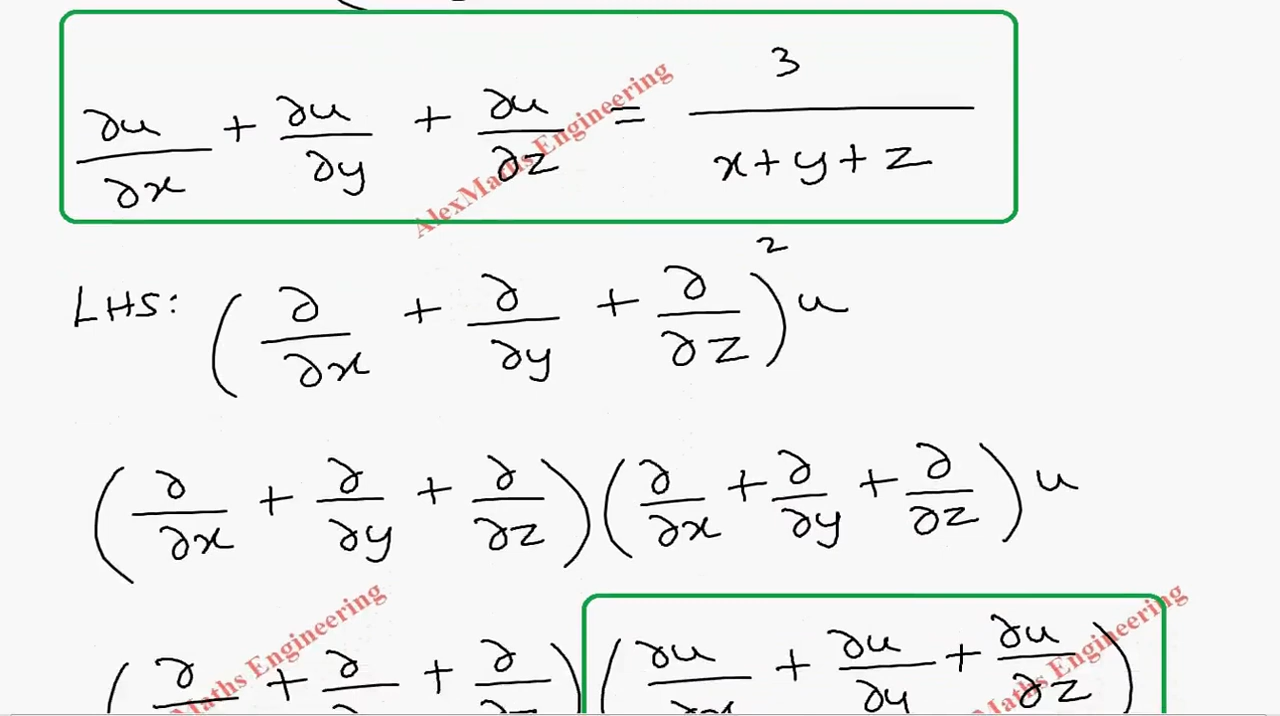 ∂u/∂x + ∂u/∂y + ∂u/∂z = 3/(x+y+z)
AlexMaths Engineering
LHS: (∂/∂x + ∂/∂y + ∂/∂z)² u
(∂/∂x + ∂/∂y + ∂/∂z)(∂/∂x + ∂/∂y + ∂/∂z) u
Maths Engineering
Engineering
(∂/ + ∂/ + ∂/ )(∂u/∂x + ∂u/∂y + ∂u/∂z)